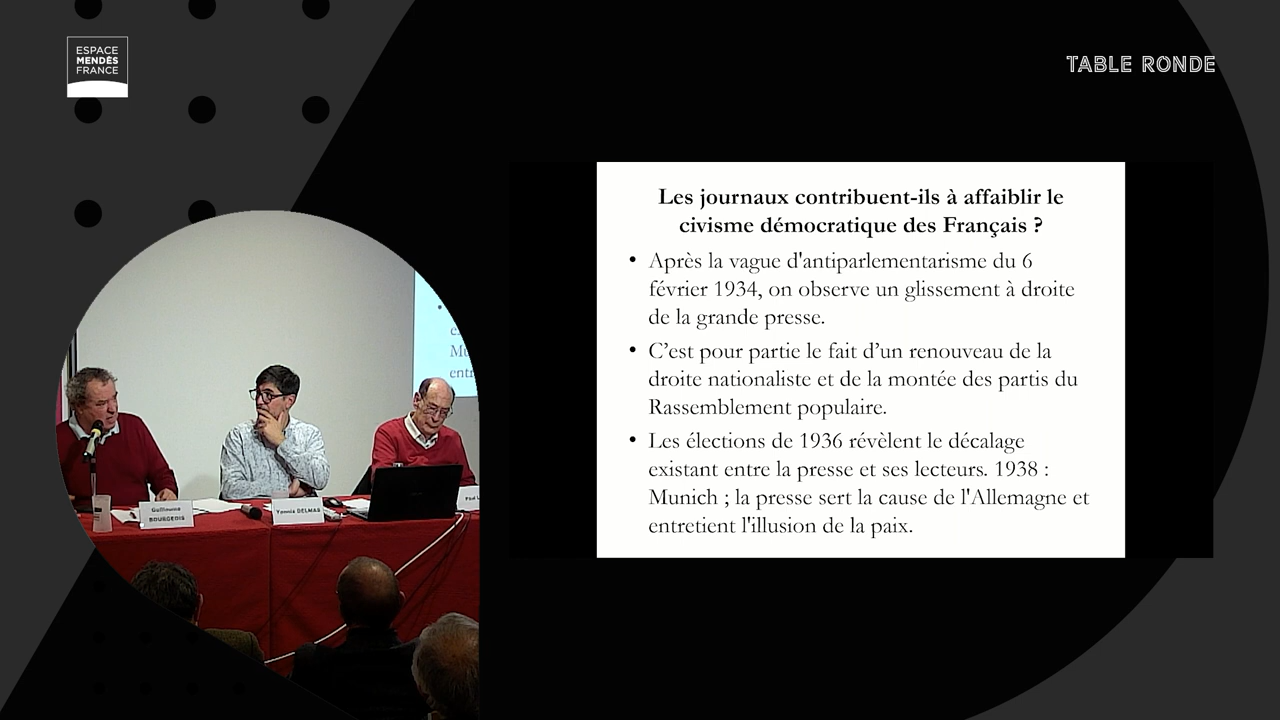 ESPACE
MENDÈS
FRANCE
TABLE RONDE
Les journaux contribuent-ils à affaiblir le
civisme démocratique des Français ?
• Après la vague d'antiparlementarisme du 6
février 1934, on observe un glissement à droite
de la grande presse.
• C’est pour partie le fait d’un renouveau de la
droite nationaliste et de la montée des partis du
Rassemblement populaire.
• Les élections de 1936 révèlent le décalage
existant entre la presse et ses lecteurs. 1938 :
Munich ; la presse sert la cause de l'Allemagne et
entretient l'illusion de la paix.
Guillaume
BOURGEOIS
Yannis DELMAS